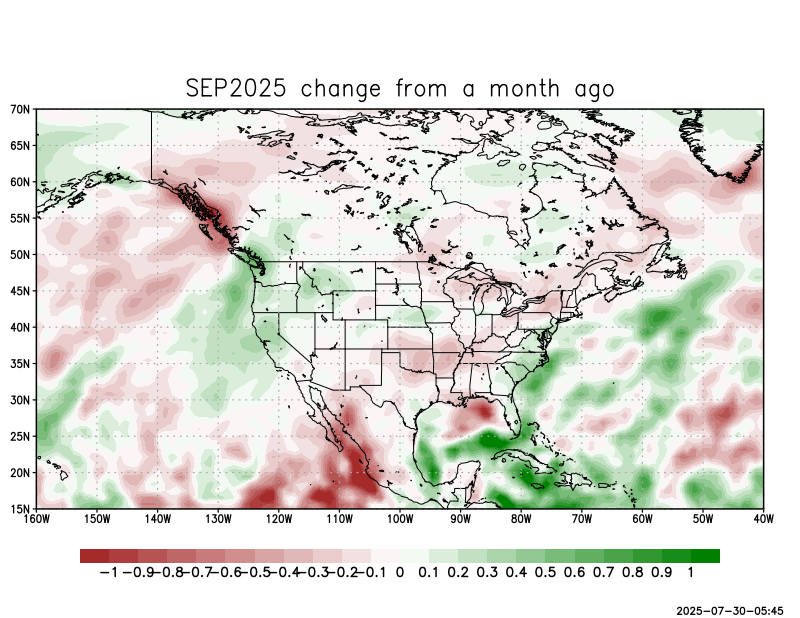 SEP2025 change from a month ago
70N
65N
60N
55N
50N
45N
40N
35N
30N
25N
20N
15N
160W 150W 140W 130W 120W 110W 100W 90W 80W 70W 60W 50W 40W
-1 -0.9 -0.8 -0.7 -0.6 -0.5 -0.4 -0.3 -0.2 -0.1 0 0.1 0.2 0.3 0.4 0.5 0.6 0.7 0.8 0.9 1
2025-07-30-05:45